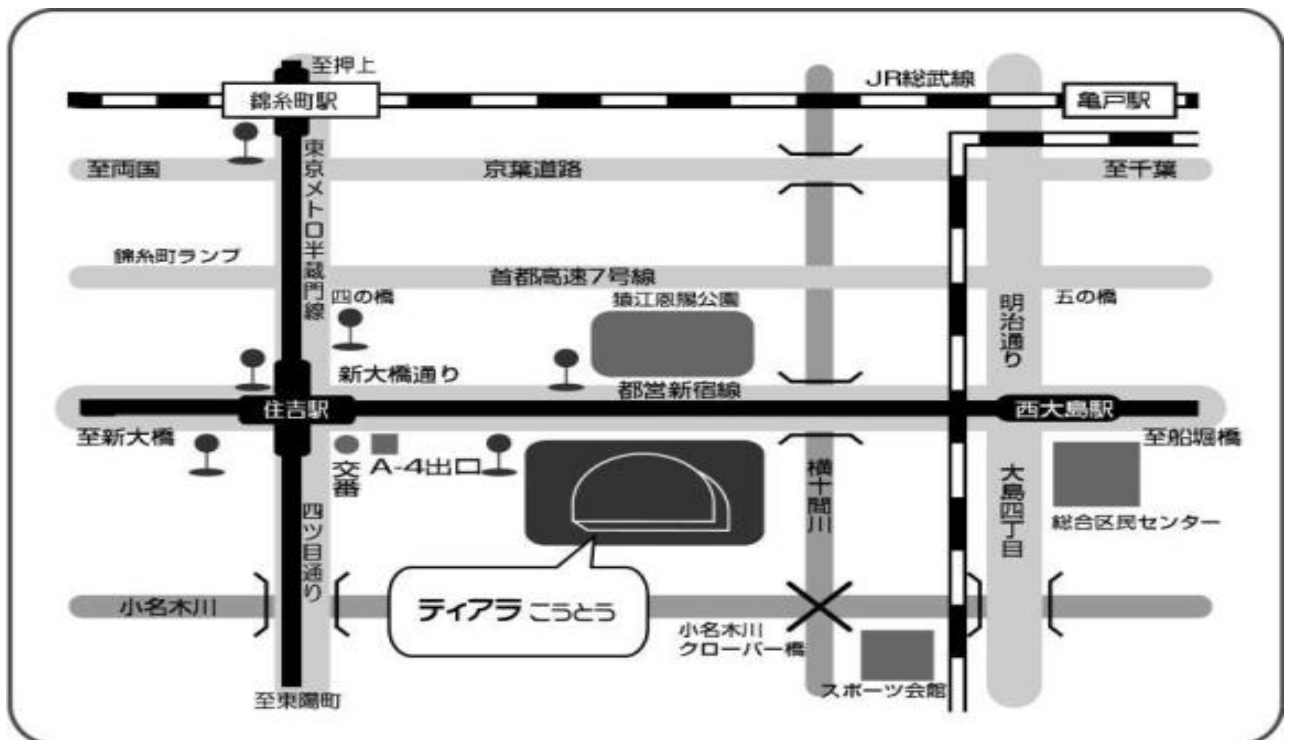 至押上
JR総武線
錦糸町駅
亀戸駅
東京メトロ半蔵門線
至両国
京葉道路
至千葉
錦糸町ランプ
首都高速7号線
四の橋
猿江恩賜公園
明治通り
五の橋
新大橋通り
都営新宿線
住吉駅
西大島駅
至新大橋
至船堀橋
交番
A-4出口
横十間川
大島四丁目
総合区民センター
四ツ目通り
小名木川
ティアラ こうとう
小名木川
クローバー橋
スポーツ会館
至東陽町